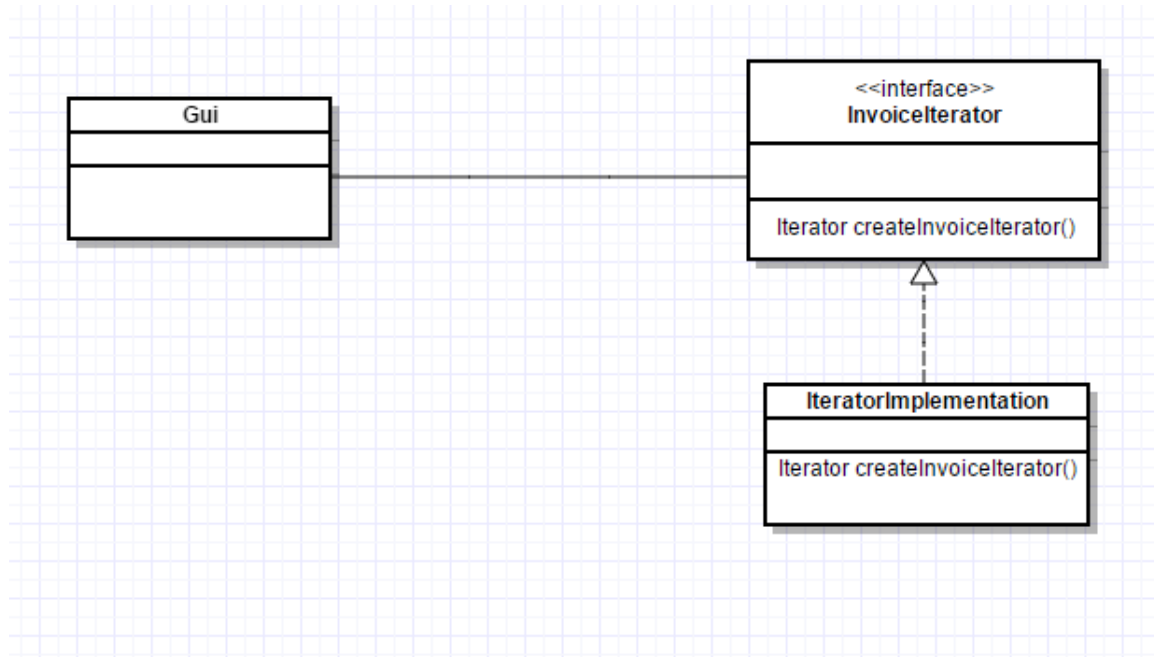 Gui
<<interface>>
InvoiceIterator
Iterator createInvoiceIterator()
IteratorImplementation
Iterator createInvoiceIterator()